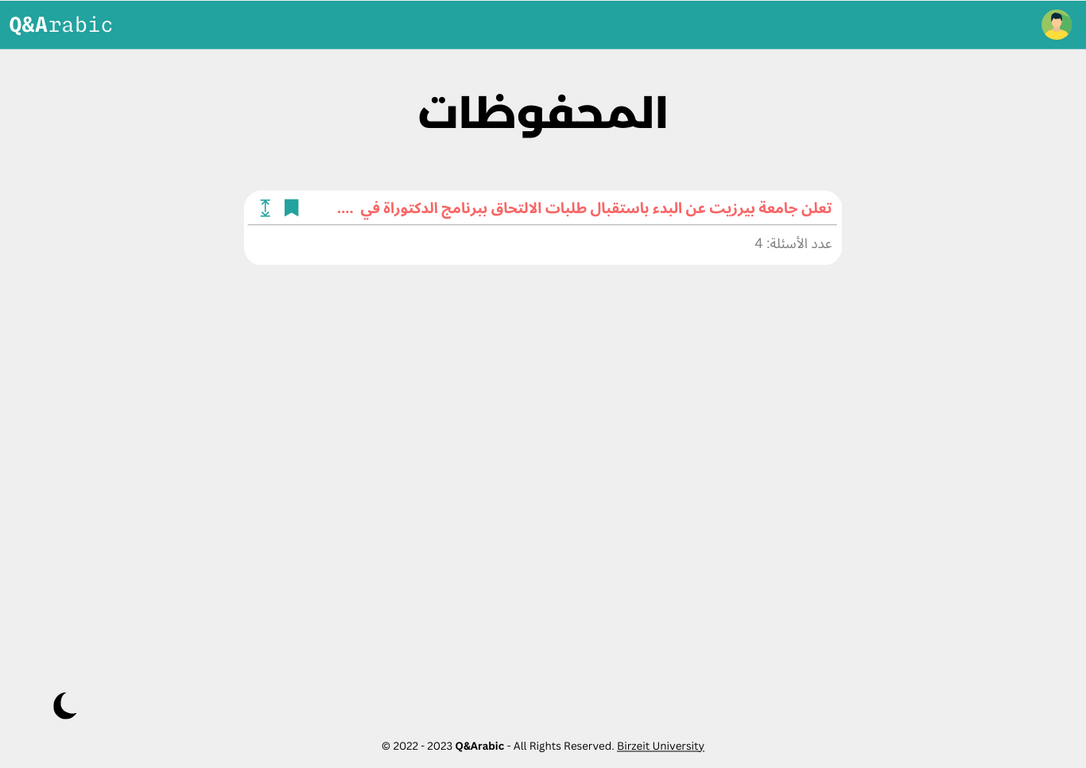 Q&Arabic
المحفوظات
تعلن جامعة بيرزيت عن البدء باستقبال طلبات الالتحاق ببرنامج الدكتوراة في ....
عدد الأسئلة: 4
© 2022 - 2023 Q&Arabic - All Rights Reserved. Birzeit University